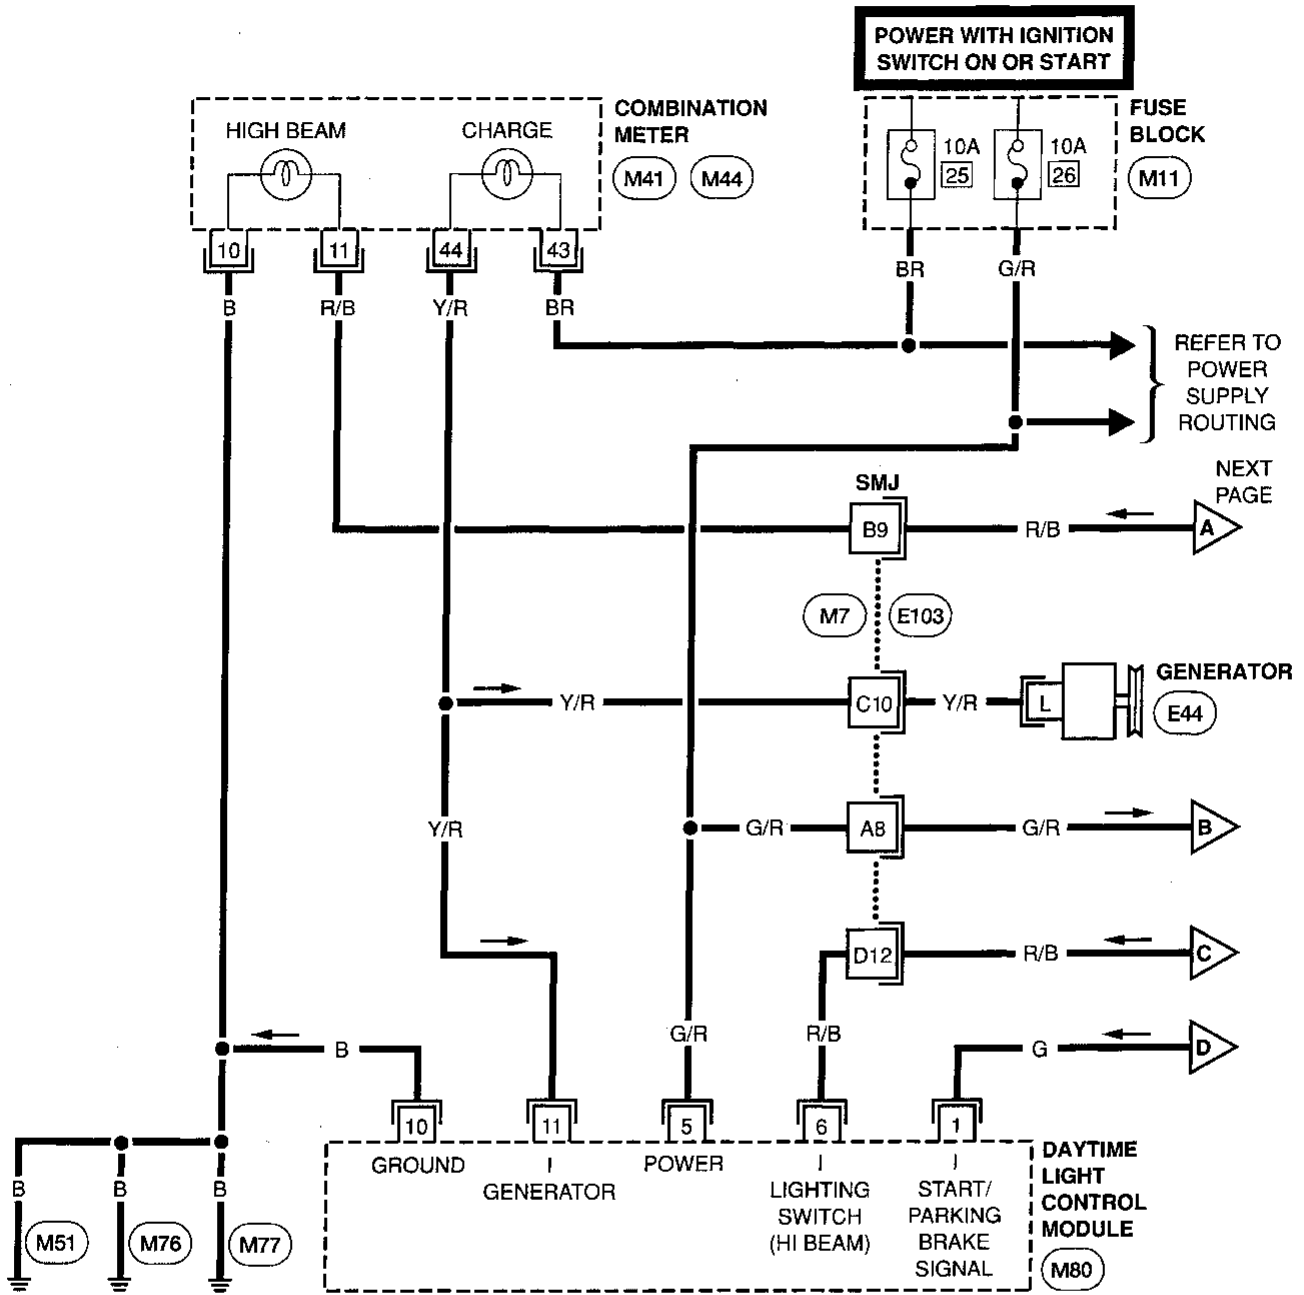 POWER WITH IGNITION
SWITCH ON OR START
COMBINATION
METER
M41 M44
HIGH BEAM
CHARGE
FUSE
BLOCK
M11
10A
25
10A
26
10
11
44
43
BR
G/R
B
R/B
Y/R
BR
REFER TO
POWER
SUPPLY
ROUTING
NEXT
PAGE
SMJ
B9
R/B
A
M7
E103
GENERATOR
E44
Y/R
C10
Y/R
L
Y/R
G/R
A8
G/R
B
D12
R/B
C
G/R
R/B
G
D
B
10
11
5
6
1
GROUND
GENERATOR
POWER
LIGHTING
SWITCH
(HI BEAM)
START/
PARKING
BRAKE
SIGNAL
DAYTIME
LIGHT
CONTROL
MODULE
M80
B
B
B
M51
M76
M77